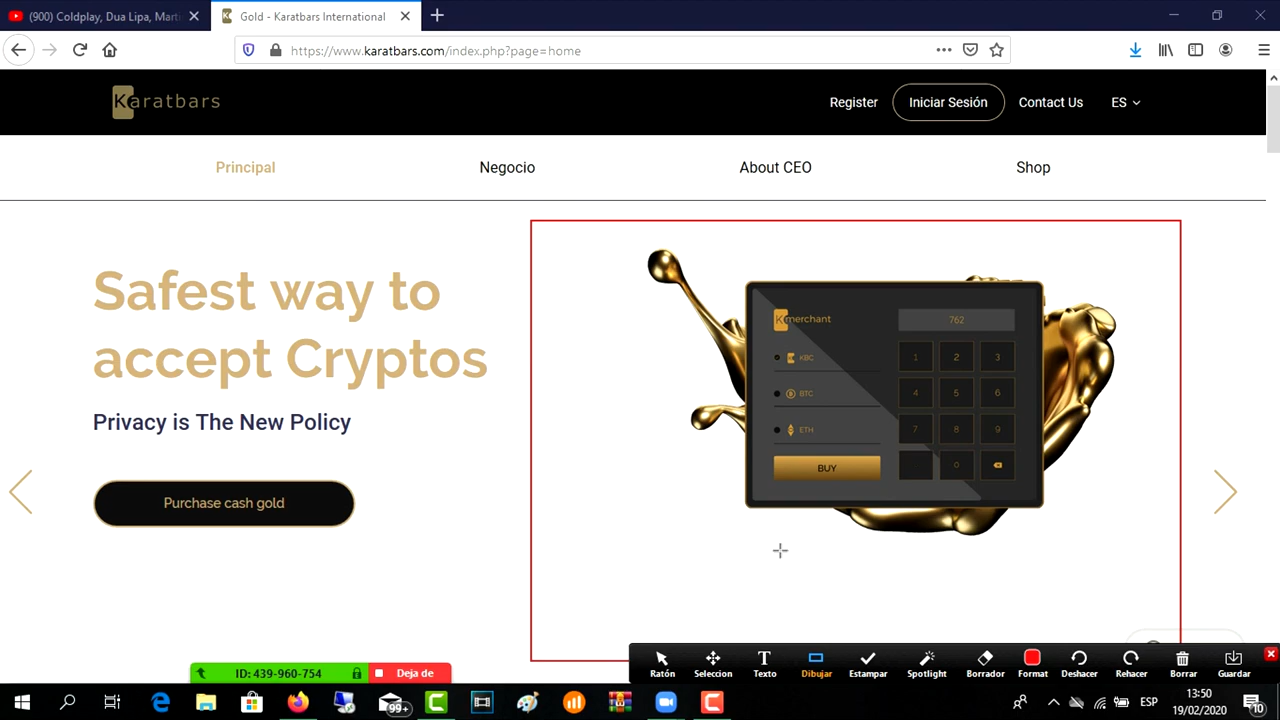 (900) Coldplay, Dua Lipa, Mart
Gold - Karatbars International
https://www.karatbars.com/index.php?page=home
Karatbars
Register
Iniciar Sesión
Contact Us
ES
Principal
Negocio
About CEO
Shop
Safest way to
accept Cryptos
Privacy is The New Policy
Purchase cash gold
Kmerchant
762
KBC
BTC
ETH
BUY
1 2 3
4 5 6
7 8 9
0
ID: 439-960-754
Deja de
Ratón
Seleccion
Texto
Dibujar
Estampar
Spotlight
Borrador
Format
Deshacer
Rehacer
Borrar
Guardar
99+
ESP
13:50
19/02/2020
10